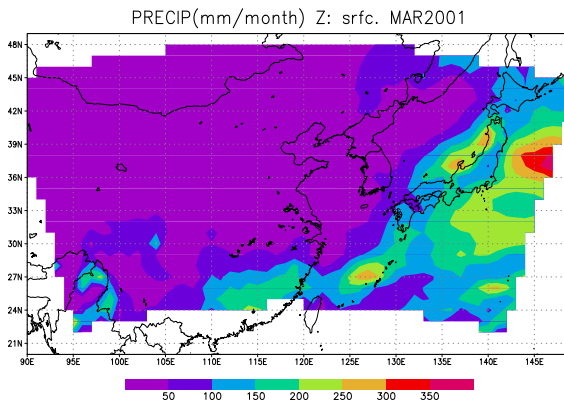 PRECIP(mm/month) Z: srfc. MAR2001
48N
45N
42N
39N
36N
33N
30N
27N
24N
21N
90E 95E 100E 105E 110E 115E 120E 125E 130E 135E 140E 145E
50 100 150 200 250 300 350